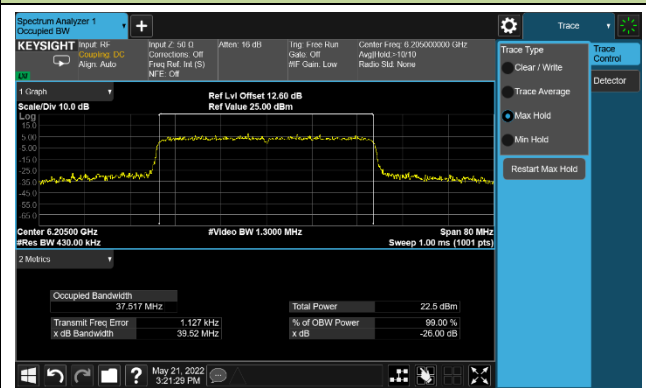 Spectrum Analyzer 1
Occupied BW
Trace
KEYSIGHT
Input: RF
Coupling: DC
Align: Auto
Input Z: 50 Ω
Corrections: Off
Freq Ref: Int (S)
NFE: Off
Atten: 16 dB
Trig: Free Run
Gate: Off
#IF Gain: Low
Center Freq: 6.205000000 GHz
Avg|Hold:>10/10
Radio Std: None
1 Graph
Scale/Div 10.0 dB
Ref Lvl Offset 12.60 dB
Ref Value 25.00 dBm
Log
15.0
5.00
-5.00
-15.0
-25.0
-35.0
-45.0
-55.0
-65.0
Center 6.20500 GHz
#Res BW 430.00 kHz
#Video BW 1.3000 MHz
Span 80 MHz
Sweep 1.00 ms (1001 pts)
2 Metrics
Occupied Bandwidth
37.517 MHz
Transmit Freq Error 1.127 kHz
x dB Bandwidth 39.52 MHz
Total Power 22.5 dBm
% of OBW Power 99.00 %
x dB -26.00 dB
Trace Type
Clear / Write
Trace Average
Max Hold
Min Hold
Restart Max Hold
Trace
Control
Detector
?
May 21, 2022
3:21:29 PM